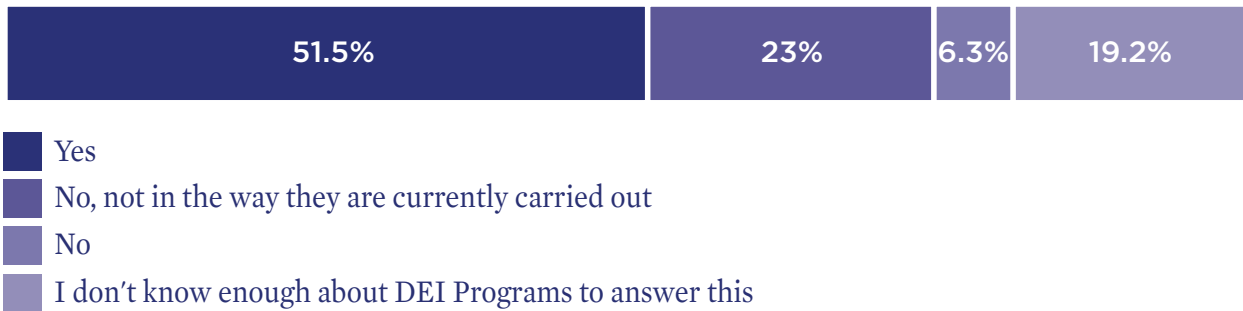 51.5% 23% 6.3% 19.2%
Yes
No, not in the way they are currently carried out
No
I don't know enough about DEI Programs to answer this